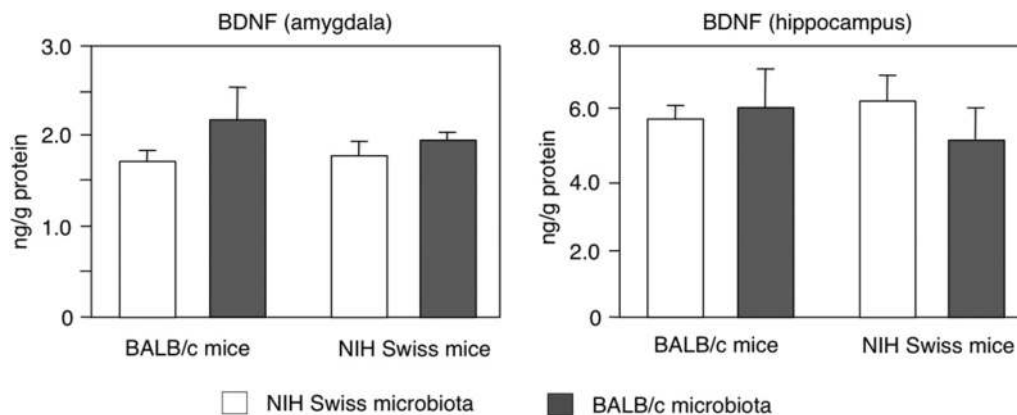 BDNF (amygdala)
3.0
2.0
1.0
0
ng/g protein
BALB/c mice
NIH Swiss mice
BDNF (hippocampus)
8.0
6.0
4.0
2.0
0
ng/g protein
BALB/c mice
NIH Swiss mice
NIH Swiss microbiota
BALB/c microbiota